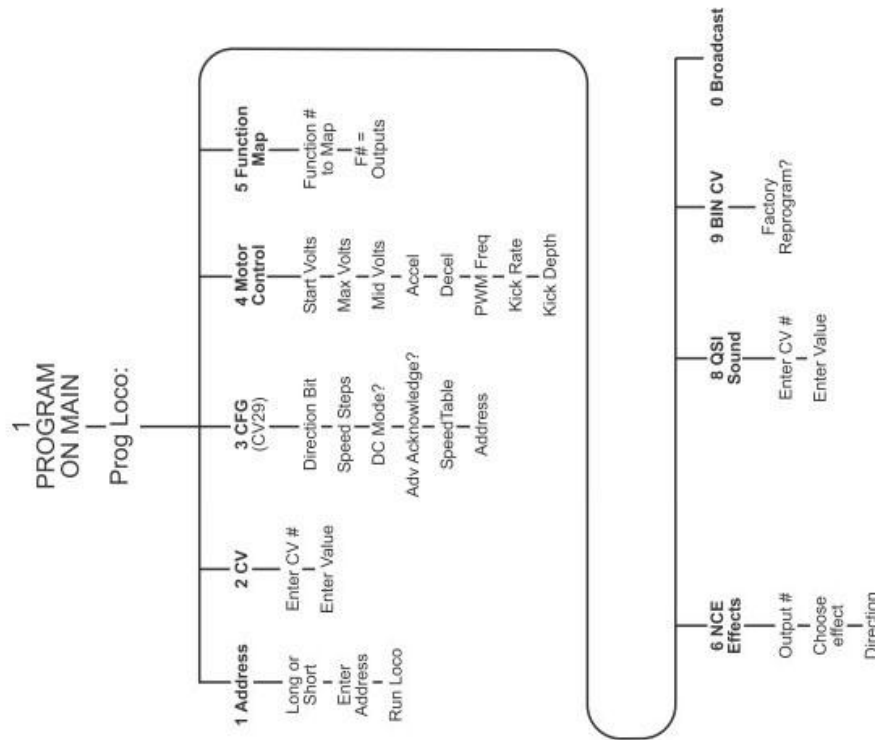 1
PROGRAM
ON MAIN
Prog Loco:
1 Address
Long or
Short
Enter
Address
Run Loco
2 CV
Enter CV #
Enter Value
3 CFG
(CV29)
Direction Bit
Speed Steps
DC Mode?
Adv Acknowledge?
SpeedTable
Address
4 Motor
Control
Start Volts
Max Volts
Mid Volts
Accel
Decel
PWM Freq
Kick Rate
Kick Depth
5 Function
Map
Function #
to Map
F# =
Outputs
6 NCE
Effects
Output #
Choose
effect
Direction
8 QSI
Sound
Enter CV #
Enter Value
9 BIN CV
Factory
Reprogram?
0 Broadcast